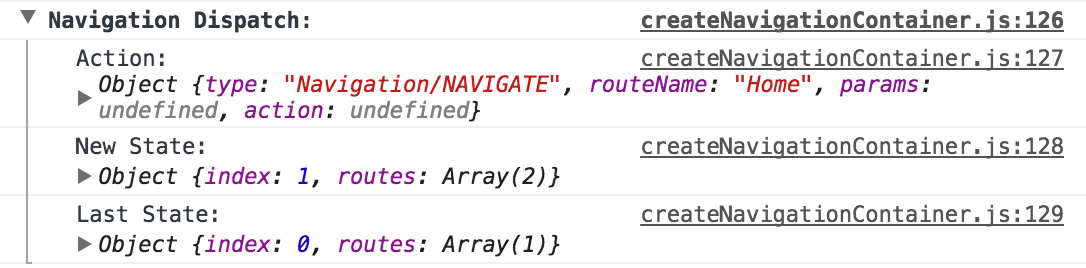 Navigation Dispatch: createNavigationContainer.js:126
Action: createNavigationContainer.js:127
Object {type: "Navigation/NAVIGATE", routeName: "Home", params:
undefined, action: undefined}
New State: createNavigationContainer.js:128
Object {index: 1, routes: Array(2)}
Last State: createNavigationContainer.js:129
Object {index: 0, routes: Array(1)}